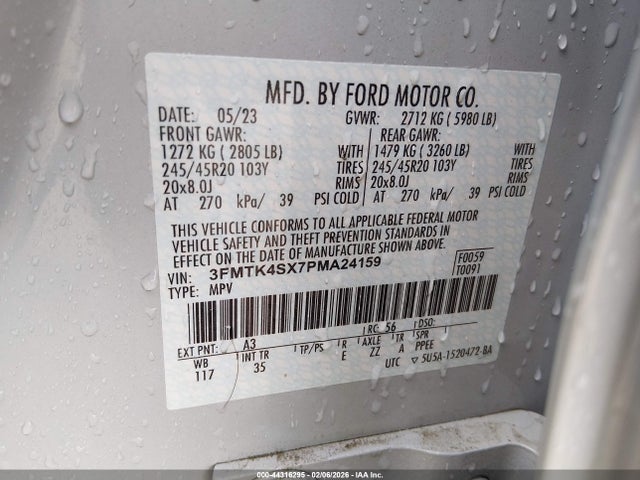 MFD. BY FORD MOTOR CO.
DATE: 05/23 GVWR: 2712 KG ( 5980 LB)
FRONT GAWR: REAR GAWR:
1272 KG ( 2805 LB) WITH 1479 KG ( 3260 LB) WITH
245/45R20 103Y TIRES 245/45R20 103Y TIRES
20x8.0J RIMS 20x8.0J RIMS
AT 270 kPa/ 39 PSI COLD AT 270 kPa/ 39 PSI COLD
THIS VEHICLE CONFORMS TO ALL APPLICABLE FEDERAL MOTOR
VEHICLE SAFETY AND THEFT PREVENTION STANDARDS IN
EFFECT ON THE DATE OF MANUFACTURE SHOWN ABOVE.
VIN: 3FMTK4SX7PMA24159 F0059
TYPE: MPV T0091
EXT PNT: A3 RC: 56 DSO:
WB INT TR TP/PS R AXLE TR SPR
117 35 E ZZ A PPEE
UTC ▽ 5U5A-1520472-BA
000-44316295 - 02/06/2026 - IAAI.com